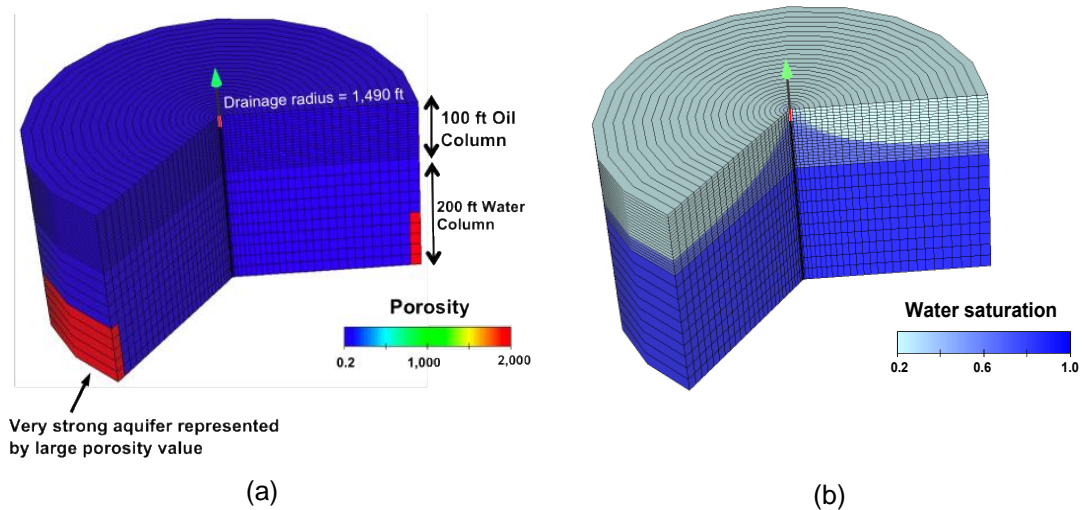 Drainage radius = 1,490 ft
100 ft Oil
Column
200 ft Water
Column
Porosity
0.2 1,000 2,000
Very strong aquifer represented
by large porosity value
(a)
Water saturation
0.2 0.6 1.0
(b)